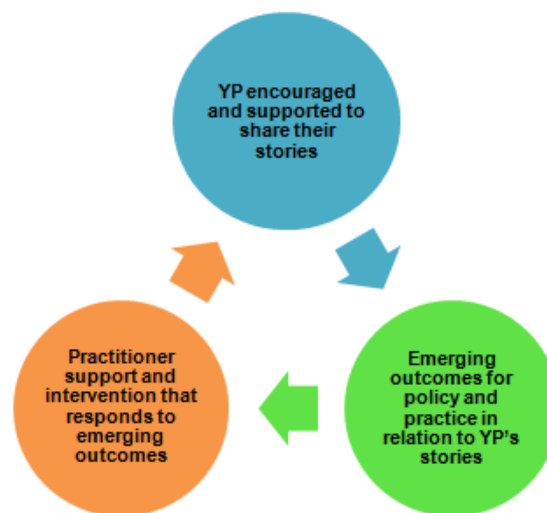 YP encouraged
and supported to
share their
stories
Practitioner
support and
intervention that
responds to
emerging
outcomes
Emerging
outcomes for
policy and
practice in
relation to YP's
stories